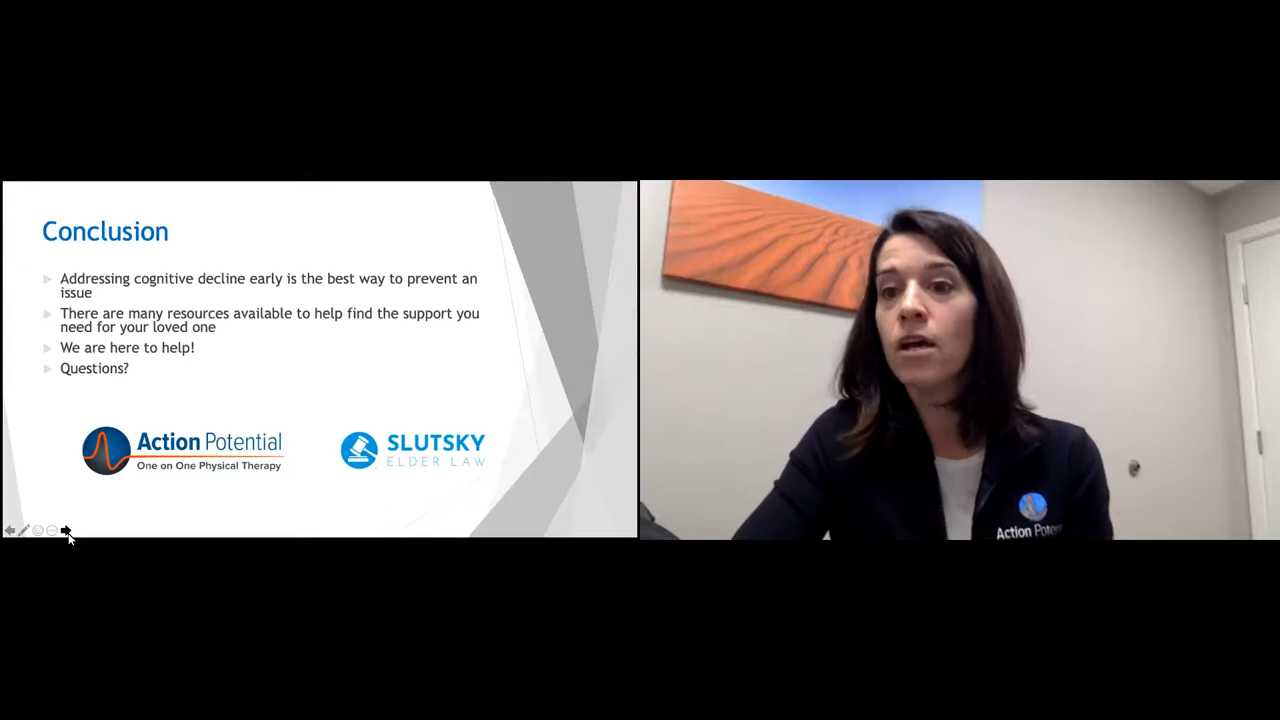 Conclusion
Addressing cognitive decline early is the best way to prevent an
issue
There are many resources available to help find the support you
need for your loved one
We are here to help!
Questions?
Action Potential
One on One Physical Therapy
SLUTSKY
ELDER LAW
Action